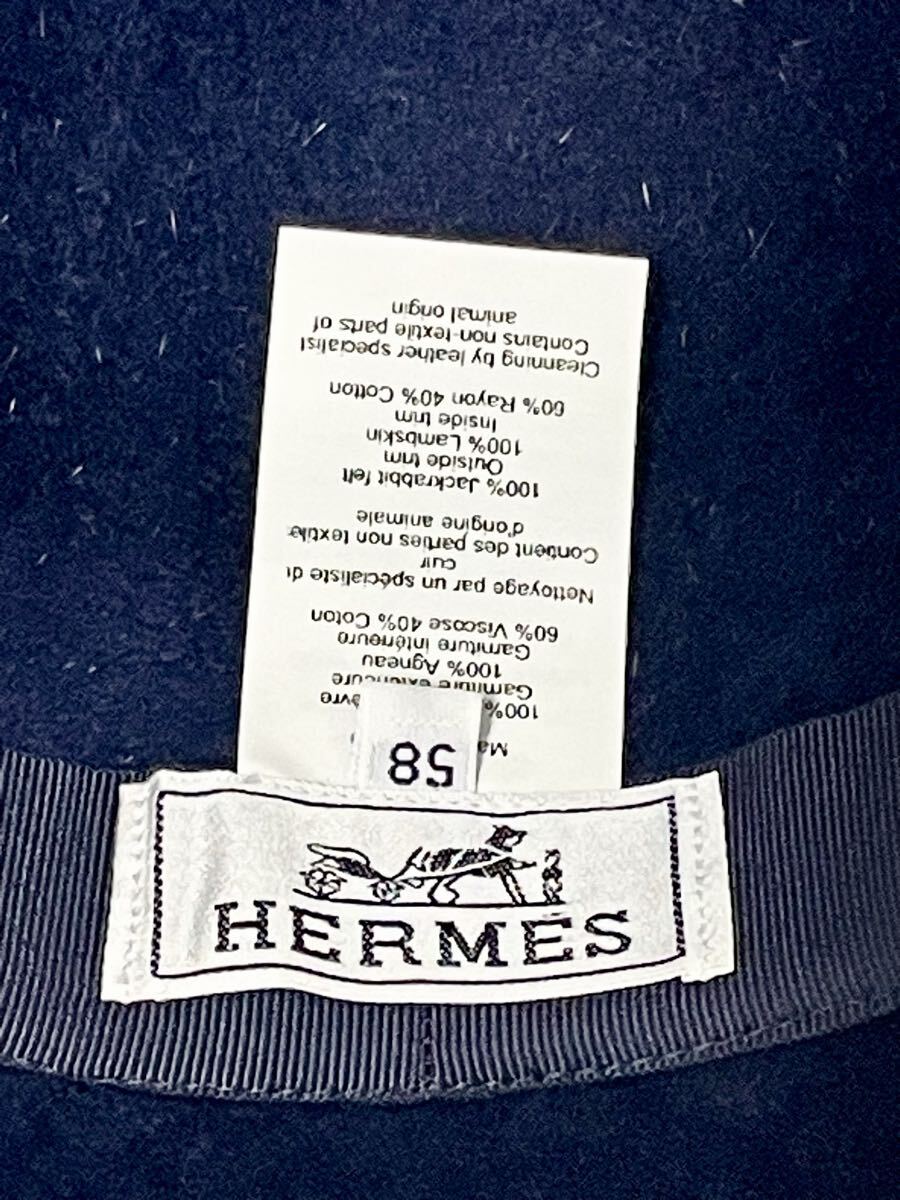 HERMES
58
100%
Garniture extérieure
100% Agneau
Garniture intérieure
60% Viscose 40% Coton
Nettoyage par un spécialiste du
cuir
Contient des parties non textile
d'origine animale
100% Jackrabbit felt
Outside trim
100% Lambskin
Inside trim
60% Rayon 40% Cotton
Cleanning by leather specialist
Contains non-textile parts of
animal origin